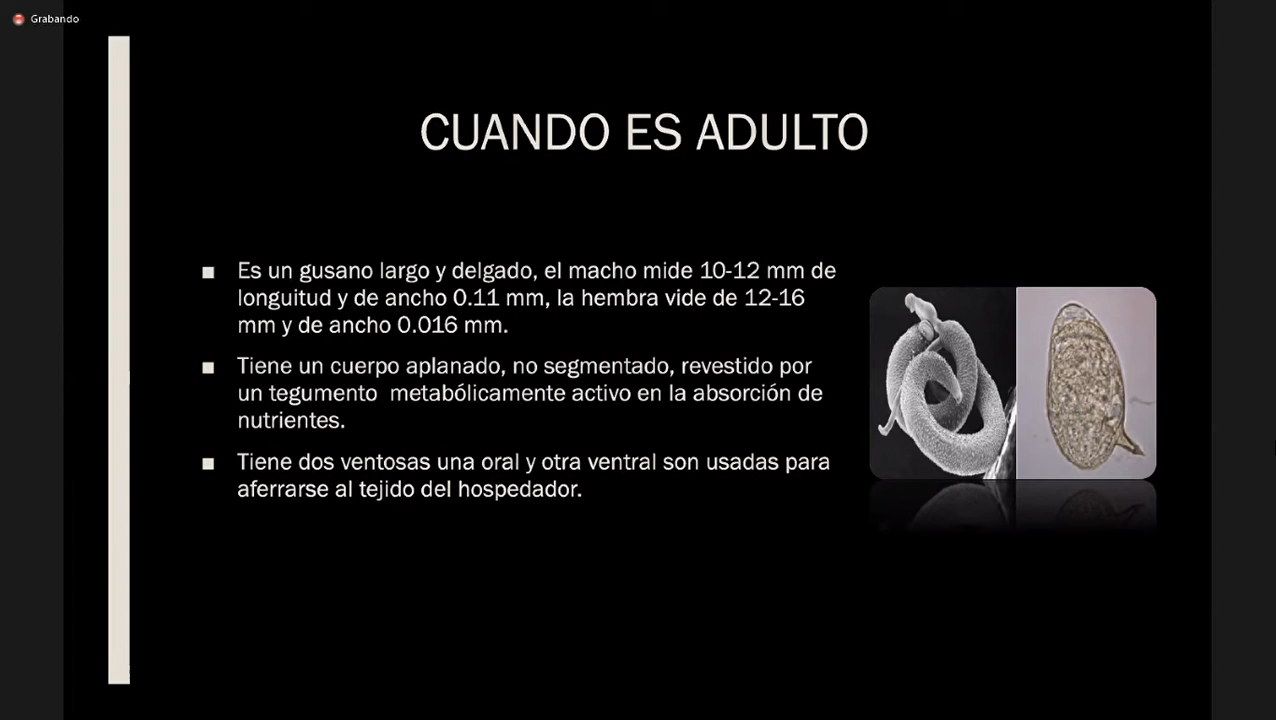 Grabando
CUANDO ES ADULTO
■ Es un gusano largo y delgado, el macho mide 10-12 mm de
longuitud y de ancho 0.11 mm, la hembra vide de 12-16
mm y de ancho 0.016 mm.
■ Tiene un cuerpo aplanado, no segmentado, revestido por
un tegumento metabólicamente activo en la absorción de
nutrientes.
■ Tiene dos ventosas una oral y otra ventral son usadas para
aferrarse al tejido del hospedador.